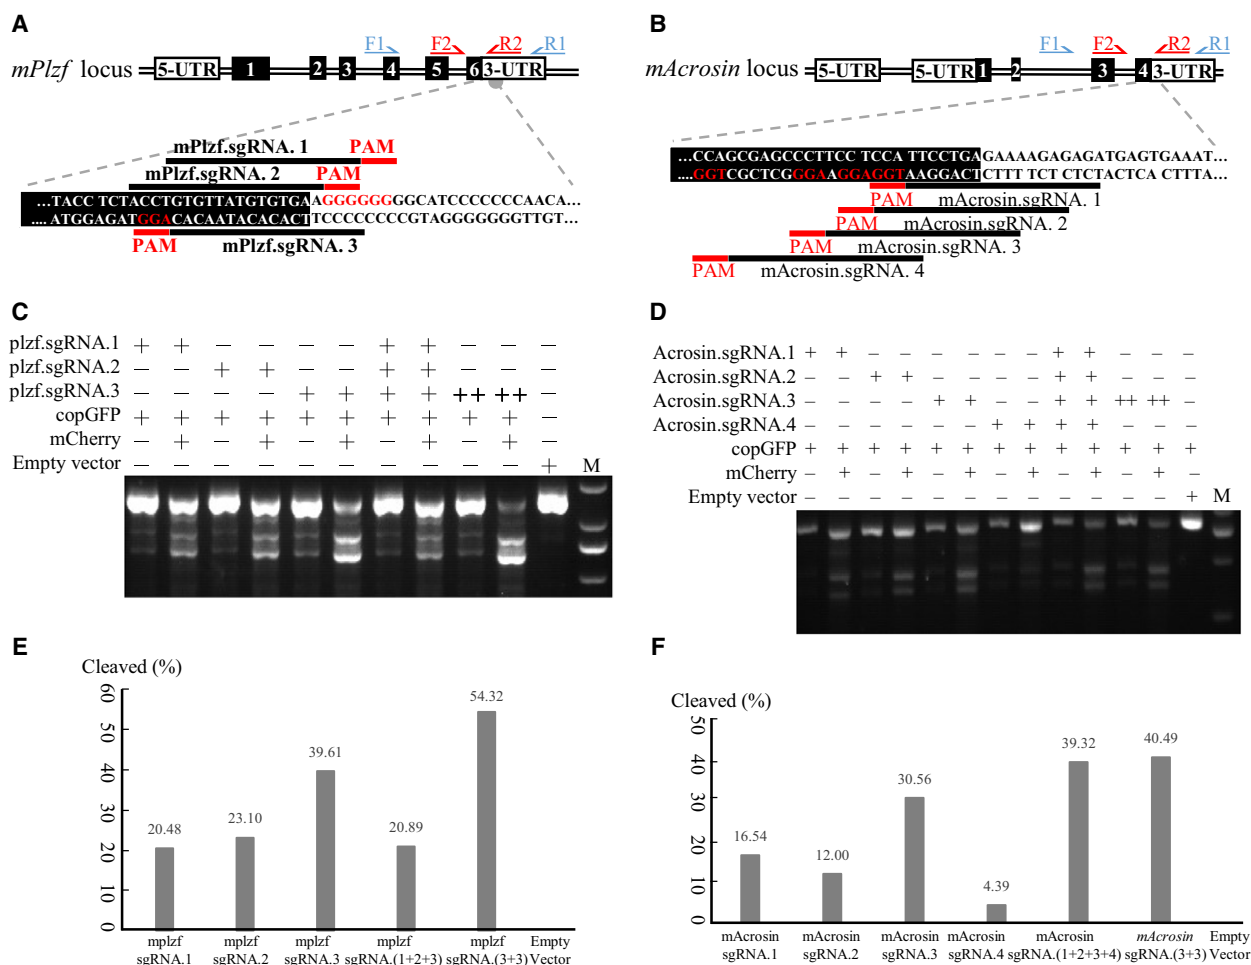 A
F1 F2 R2 R1
mPlzf locus 5-UTR 1 2 3 4 5 6 3-UTR
mPlzf.sgRNA. 1 PAM
mPlzf.sgRNA. 2 PAM
...TACC TCTACCTGTGTTATGTGTGAAGGGGGGGGCATCCCCCCCAACA...
.... ATGGAGATGGACACAATACACACTTCCCCCCCCGTAGGGGGGGTTGT...
PAM mPlzf.sgRNA. 3
B
F1 F2 R2 R1
mAcrosin locus 5-UTR 5-UTR 1 2 3 4 3-UTR
...CCAGCGAGCCCTTCC TCCA TTCCTGAGAAAAGAGAGATGAGTGAAAT...
....GGTCGCTCGGGAAGGAGGTAAGGACTCTTT TCT CTCTACTCA CTTTA...
PAM mAcrosin.sgRNA. 1
PAM mAcrosin.sgRNA. 2
PAM mAcrosin.sgRNA. 3
PAM mAcrosin.sgRNA. 4
C
plzf.sgRNA.1 + + – – – – + + – – –
plzf.sgRNA.2 – – + + – – + + – – –
plzf.sgRNA.3 – – – – + + + + ++ ++ –
copGFP + + + + + + + + + + –
mCherry – + – + – + – + – + –
Empty vector – – – – – – – – – – + M
D
Acrosin.sgRNA.1 + + – – – – – – + + – – –
Acrosin.sgRNA.2 – – + + – – – – + + – – –
Acrosin.sgRNA.3 – – – – + + – – + + ++ ++ –
Acrosin.sgRNA.4 – – – – – – + + + + – – –
copGFP + + + + + + + + + + + + +
mCherry – + – + – + – + – + – + –
Empty vector – – – – – – – – – – – – + M
E
Cleaved (%)
60
50
40
30
20
10
0
20.48
23.10
39.61
20.89
54.32
mplzf sgRNA.1
mplzf sgRNA.2
mplzf sgRNA.3
mplzf sgRNA.(1+2+3)
mplzf sgRNA.(3+3)
Empty Vector
F
Cleaved (%)
50
40
30
20
10
0
16.54
12.00
30.56
4.39
39.32
40.49
mAcrosin sgRNA.1
mAcrosin sgRNA.2
mAcrosin sgRNA.3
mAcrosin sgRNA.4
mAcrosin sgRNA.(1+2+3+4)
mAcrosin sgRNA.(3+3)
Empty Vector